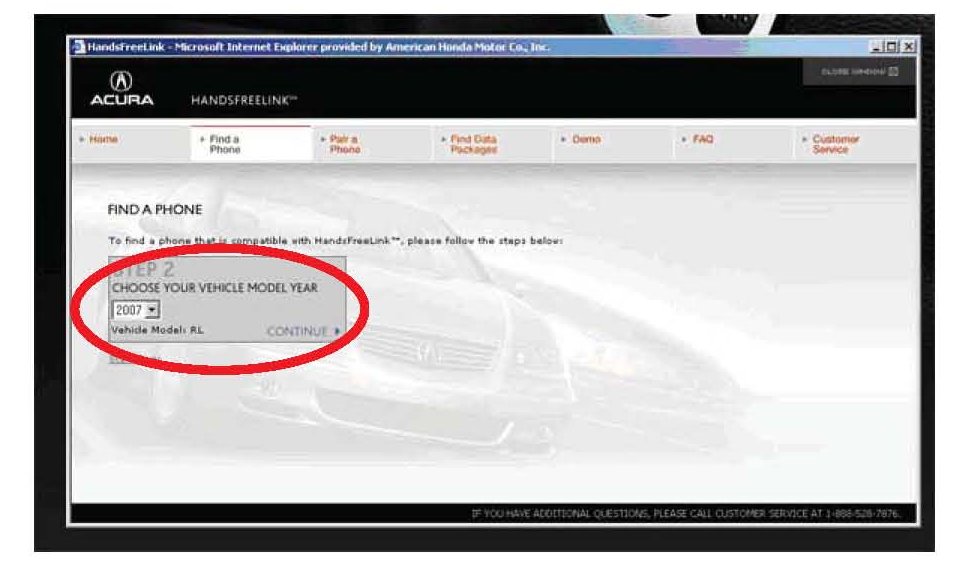 HandsFreeLink - Microsoft Internet Explorer provided by American Honda Motor Co., Inc.
CLOSE WINDOW
ACURA
HANDSFREELINK™
Home
Find a
Phone
Pair a
Phone
Find Data
Packages
Demo
FAQ
Customer
Service
FIND A PHONE
To find a phone that is compatible with HandsFreeLink™, please follow the steps below:
STEP 2
CHOOSE YOUR VEHICLE MODEL YEAR
2007
Vehicle Model: RL
CONTINUE
IF YOU HAVE ADDITIONAL QUESTIONS, PLEASE CALL CUSTOMER SERVICE AT 1-888-528-7876.